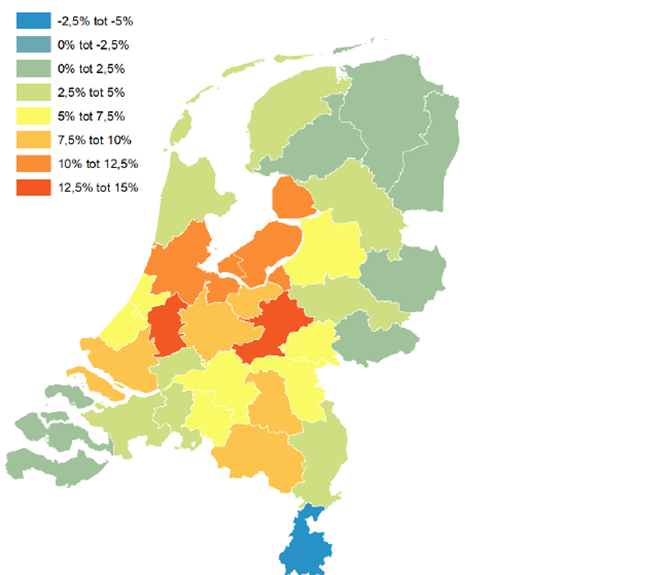 -2,5% tot -5%
0% tot -2,5%
0% tot 2,5%
2,5% tot 5%
5% tot 7,5%
7,5% tot 10%
10% tot 12,5%
12,5% tot 15%